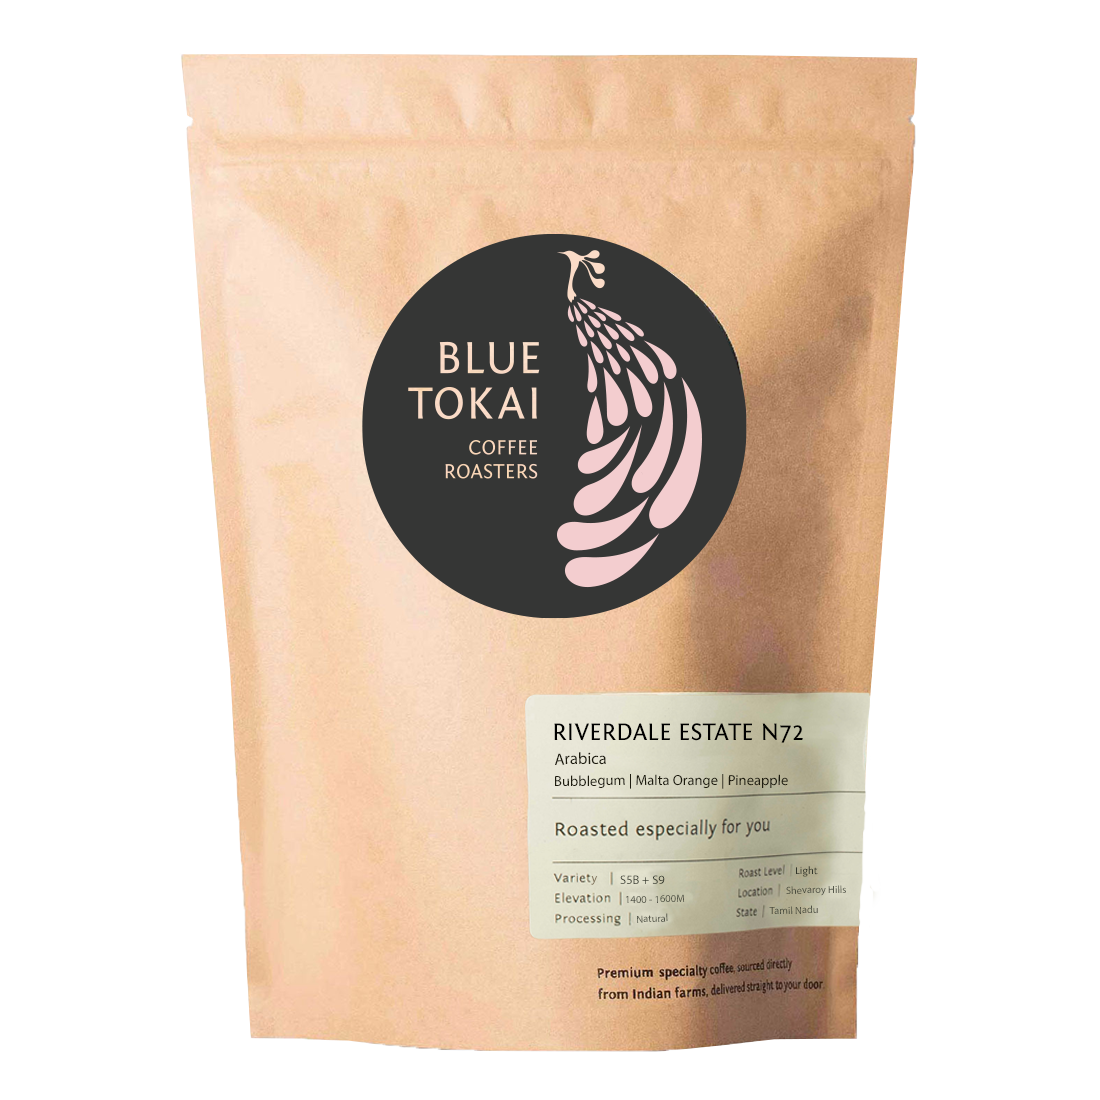 BLUE
TOKAI
COFFEE
ROASTERS
RIVERDALE ESTATE N72
Arabica
Bubblegum | Malta Orange | Pineapple
Roasted especially for you
Variety | S5B + S9
Elevation | 1400 - 1600M
Processing | Natural
Roast Level | Light
Location | Shevaroy Hills
State | Tamil Nadu
Premium specialty coffee, sourced directly
from Indian farms, delivered straight to your door